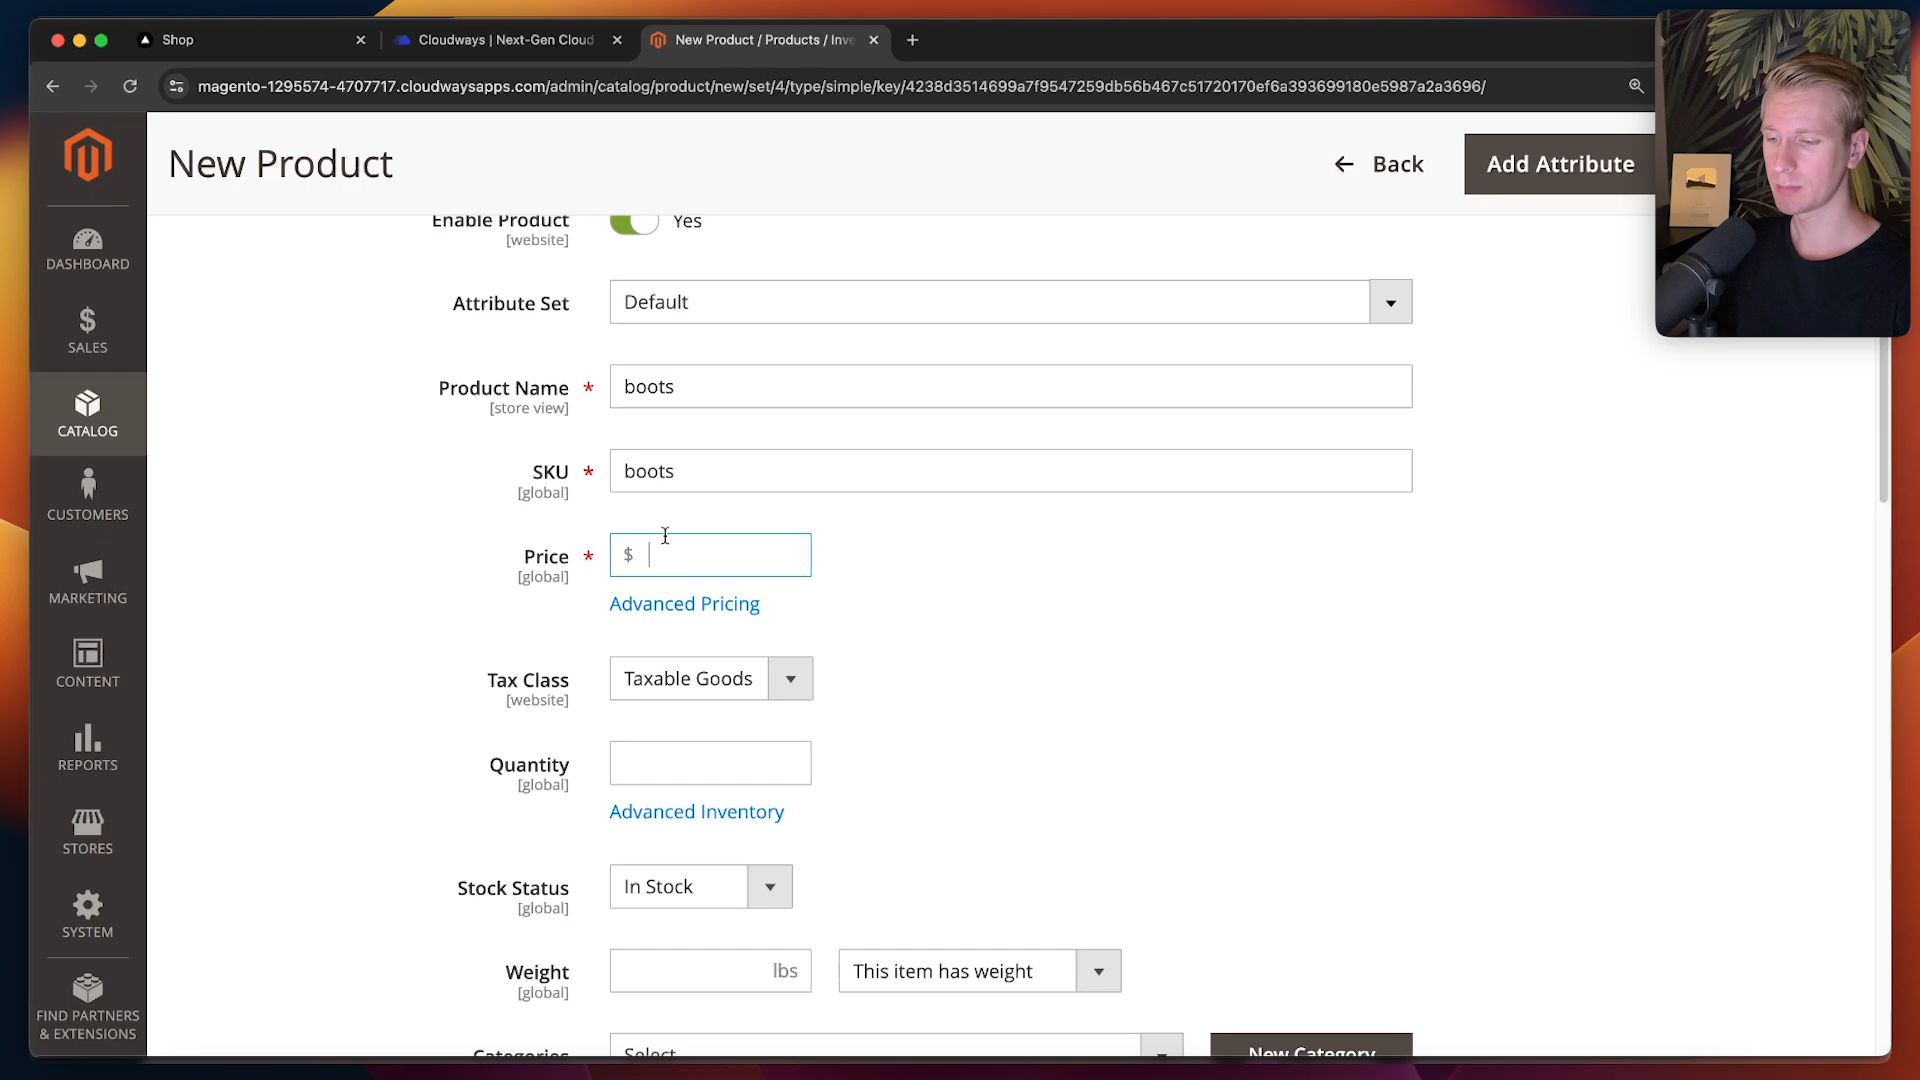 Shop
Cloudways | Next-Gen Cloud
New Product / Products / Inve
magento-1295574-4707717.cloudwaysapps.com/admin/catalog/product/new/set/4/type/simple/key/4238d3514699a7f9547259db56b467c51720170ef6a393699180e5987a2a3696/
New Product
Back
Add Attribute
DASHBOARD
SALES
CATALOG
CUSTOMERS
MARKETING
CONTENT
REPORTS
STORES
SYSTEM
FIND PARTNERS
& EXTENSIONS
Enable Product
[website]
Yes
Attribute Set
Default
Product Name *
[store view]
boots
SKU *
[global]
boots
Price *
[global]
$
Advanced Pricing
Tax Class
[website]
Taxable Goods
Quantity
[global]
Advanced Inventory
Stock Status
[global]
In Stock
Weight
[global]
lbs
This item has weight
Categories
Select...
New Category